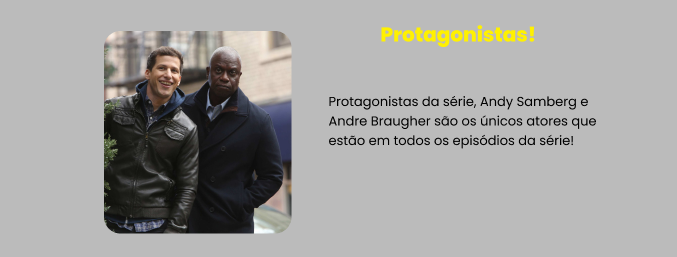 Protagonistas!
Protagonistas da série, Andy Samberg e
Andre Braugher são os únicos atores que
estão em todos os episódios da série!